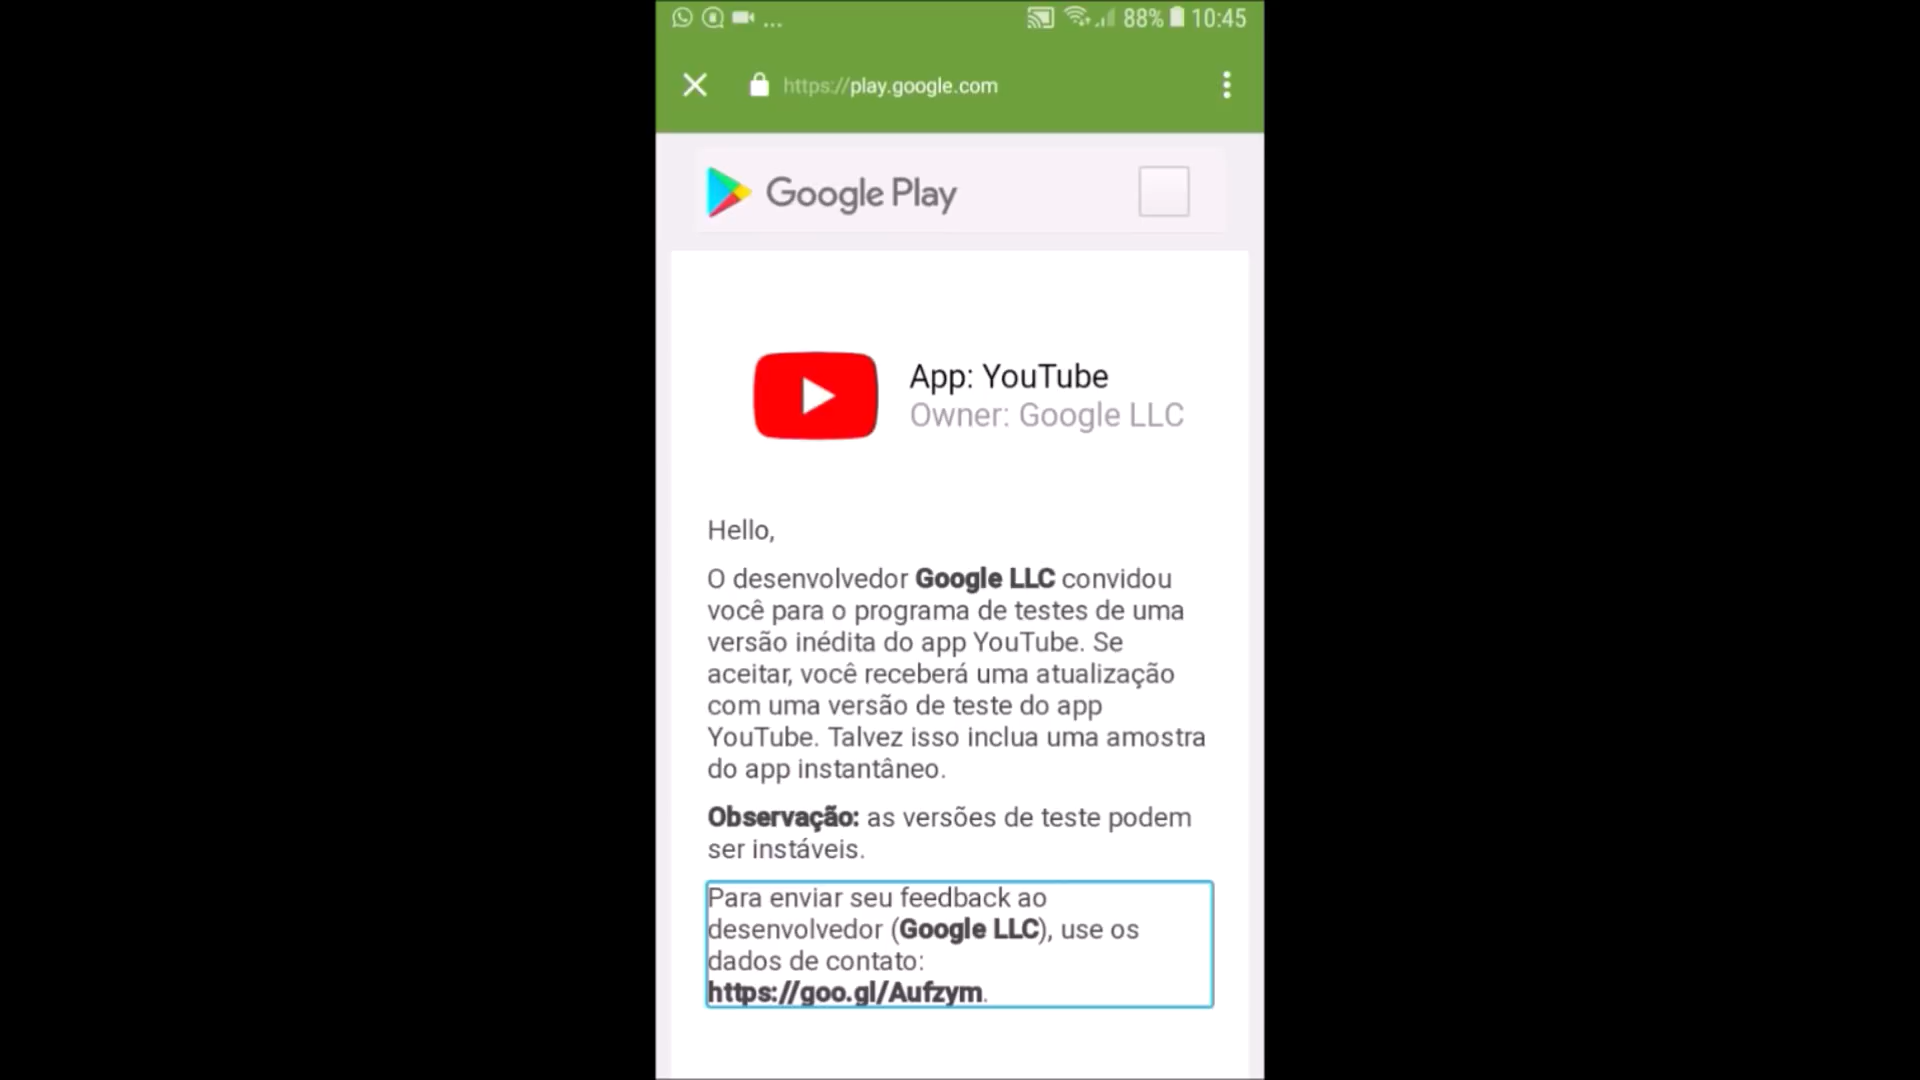 ... 88% 10:45
https://play.google.com
Google Play
App: YouTube
Owner: Google LLC
Hello,
O desenvolvedor Google LLC convidou
você para o programa de testes de uma
versão inédita do app YouTube. Se
aceitar, você receberá uma atualização
com uma versão de teste do app
YouTube. Talvez isso inclua uma amostra
do app instantâneo.
Observação: as versões de teste podem
ser instáveis.
Para enviar seu feedback ao
desenvolvedor (Google LLC), use os
dados de contato:
https://goo.gl/Aufzym.